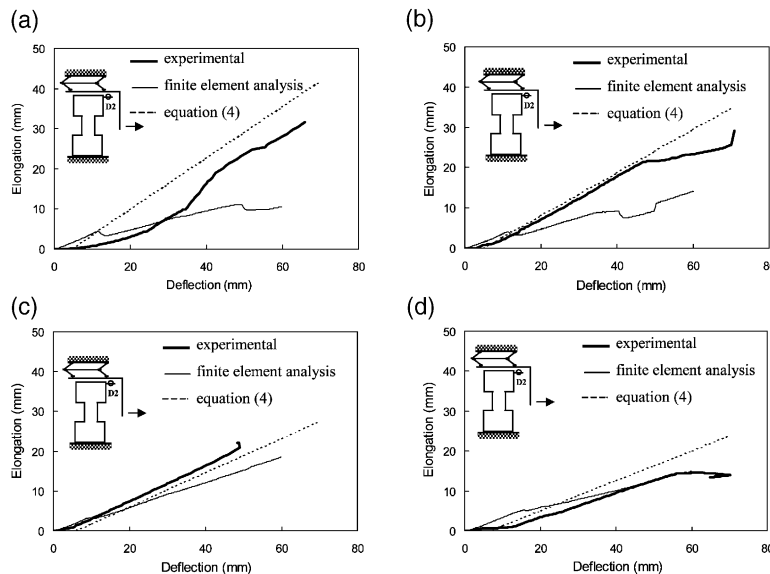 (a)
50
40
30
20
10
0
Elongation (mm)
experimental
finite element analysis
equation (4)
D2
0 20 40 60 80
Deflection (mm)
(b)
50
40
30
20
10
0
Elongation (mm)
experimental
finite element analysis
equation (4)
D2
0 20 40 60 80
Deflection (mm)
(c)
50
40
30
20
10
0
Elongation (mm)
experimental
finite element analysis
equation (4)
D2
0 20 40 60 80
Deflection (mm)
(d)
50
40
30
20
10
0
Elongation (mm)
experimental
finite element analysis
equation (4)
D2
0 20 40 60 80
Deflection (mm)